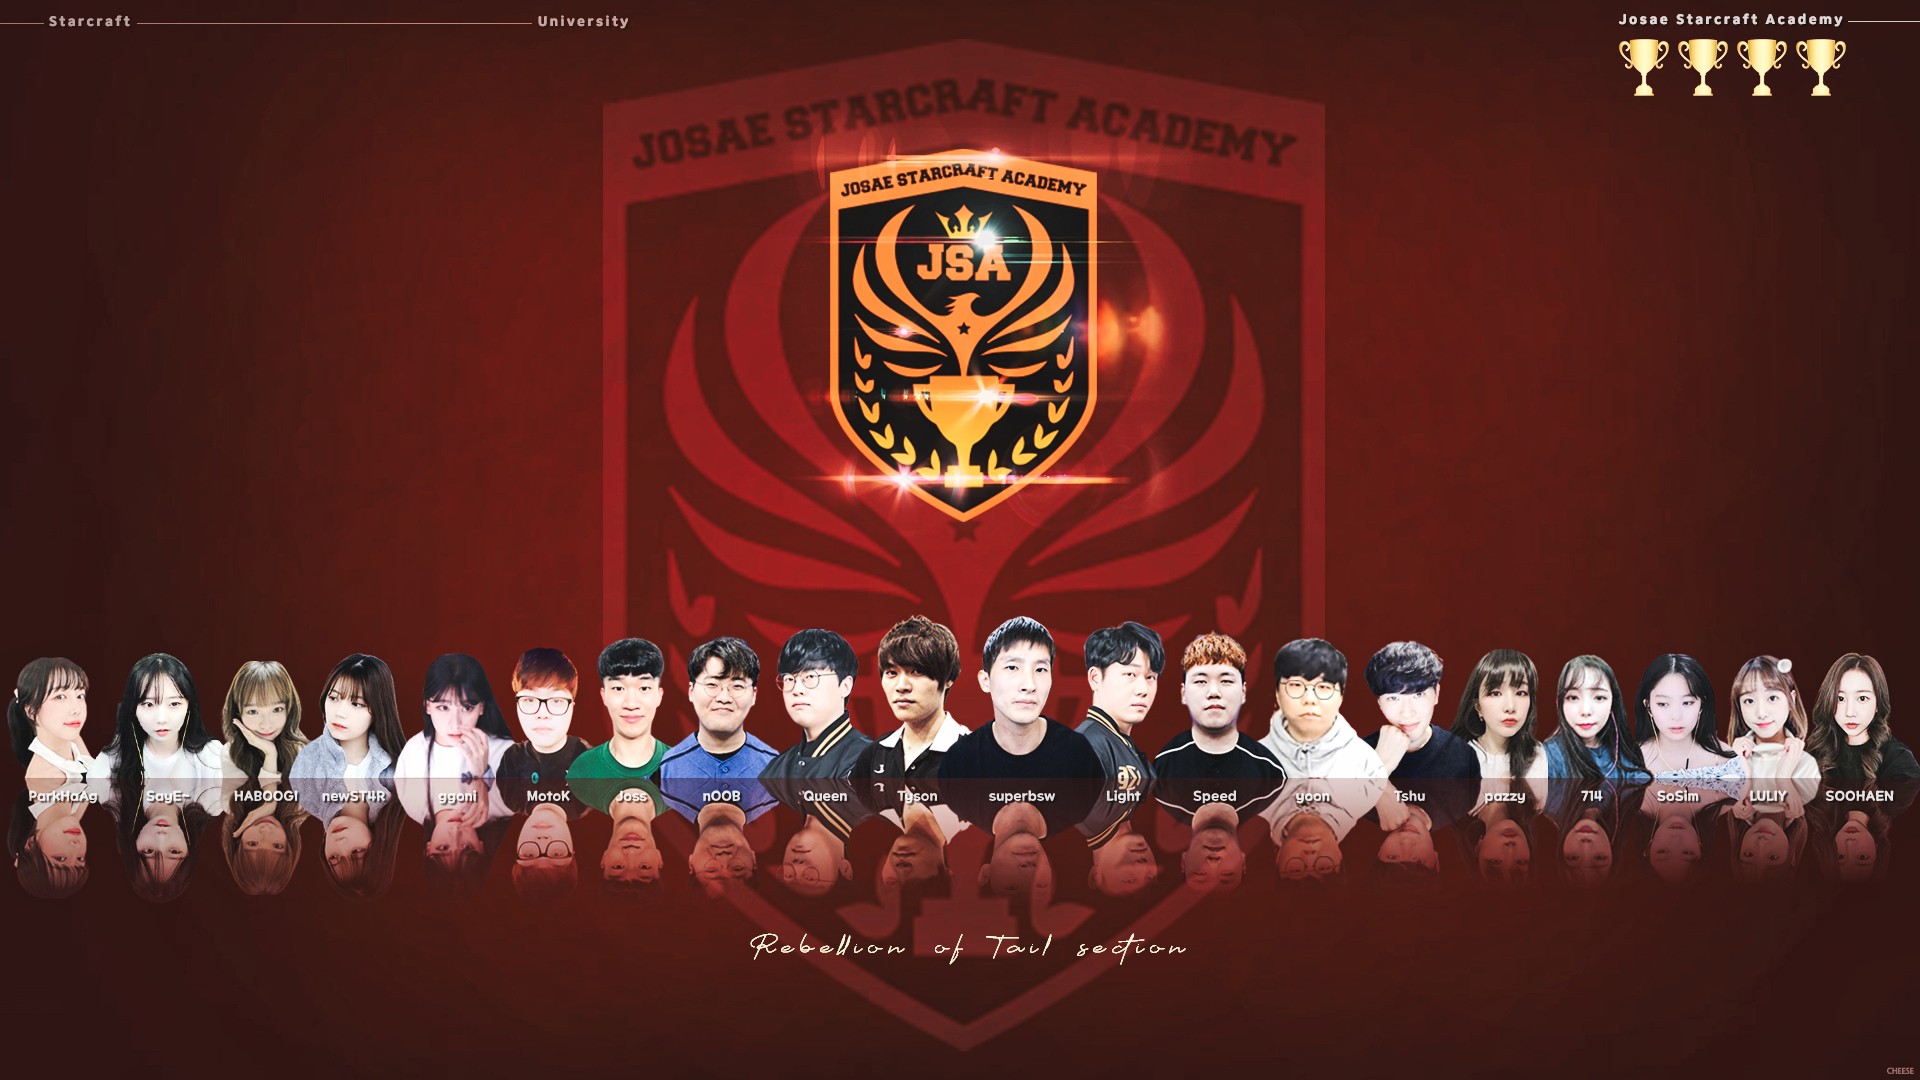 Starcraft University
Josae Starcraft Academy
JOSAE STARCRAFT ACADEMY
JOSAE STARCRAFT ACADEMY
JSA
ParkHaAg SayE~ HABOOGI newST4R ggoni MotoK Joss nOOB Queen Tyson superbsw Light Speed yoon Tshu pazzy 714 SoSim LULIY SOOHAEN
Rebellion of Tail section
CHEESE